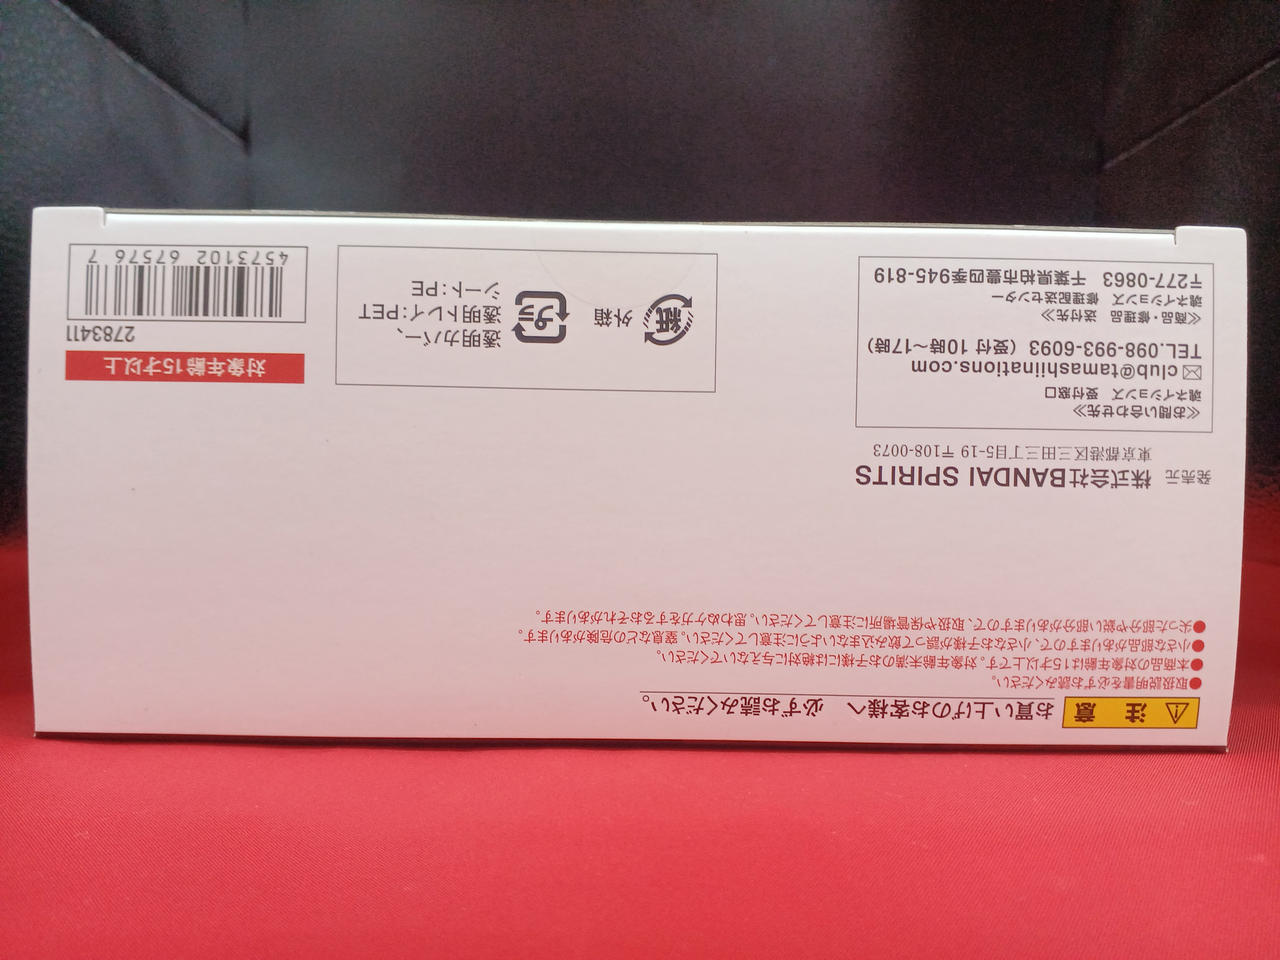 ⚠注意 お買い上げのお客様へ 必ずお読みください。
●取扱説明書を必ずお読みください。
●本商品の対象年齢は15才以上です。対象年齢未満のお子様には絶対に与えないでください。
●小さな部品がありますので、小さなお子様が誤って飲み込まないように注意してください。窒息などの危険があります。
●尖った部分や鋭い部分がありますので、取扱や保管場所に注意してください。思わぬケガをするおそれがあります。
発売元 株式会社BANDAI SPIRITS
東京都港区三田三丁目5-19 〒108-0073
≪お問い合わせ先≫
魂ネイションズ 受付窓口
✉club@tamashiinations.com
TEL.098-993-6093(受付 10時～17時)
≪商品・修理品 送付先≫
魂ネイションズ 修理配送センター
〒277-0863 千葉県柏市豊四季945-819
紙 外箱
プラ 透明カバー、
透明トレイ:PET
シート:PE
対象年齢15才以上
2783411
4573102 67576 7